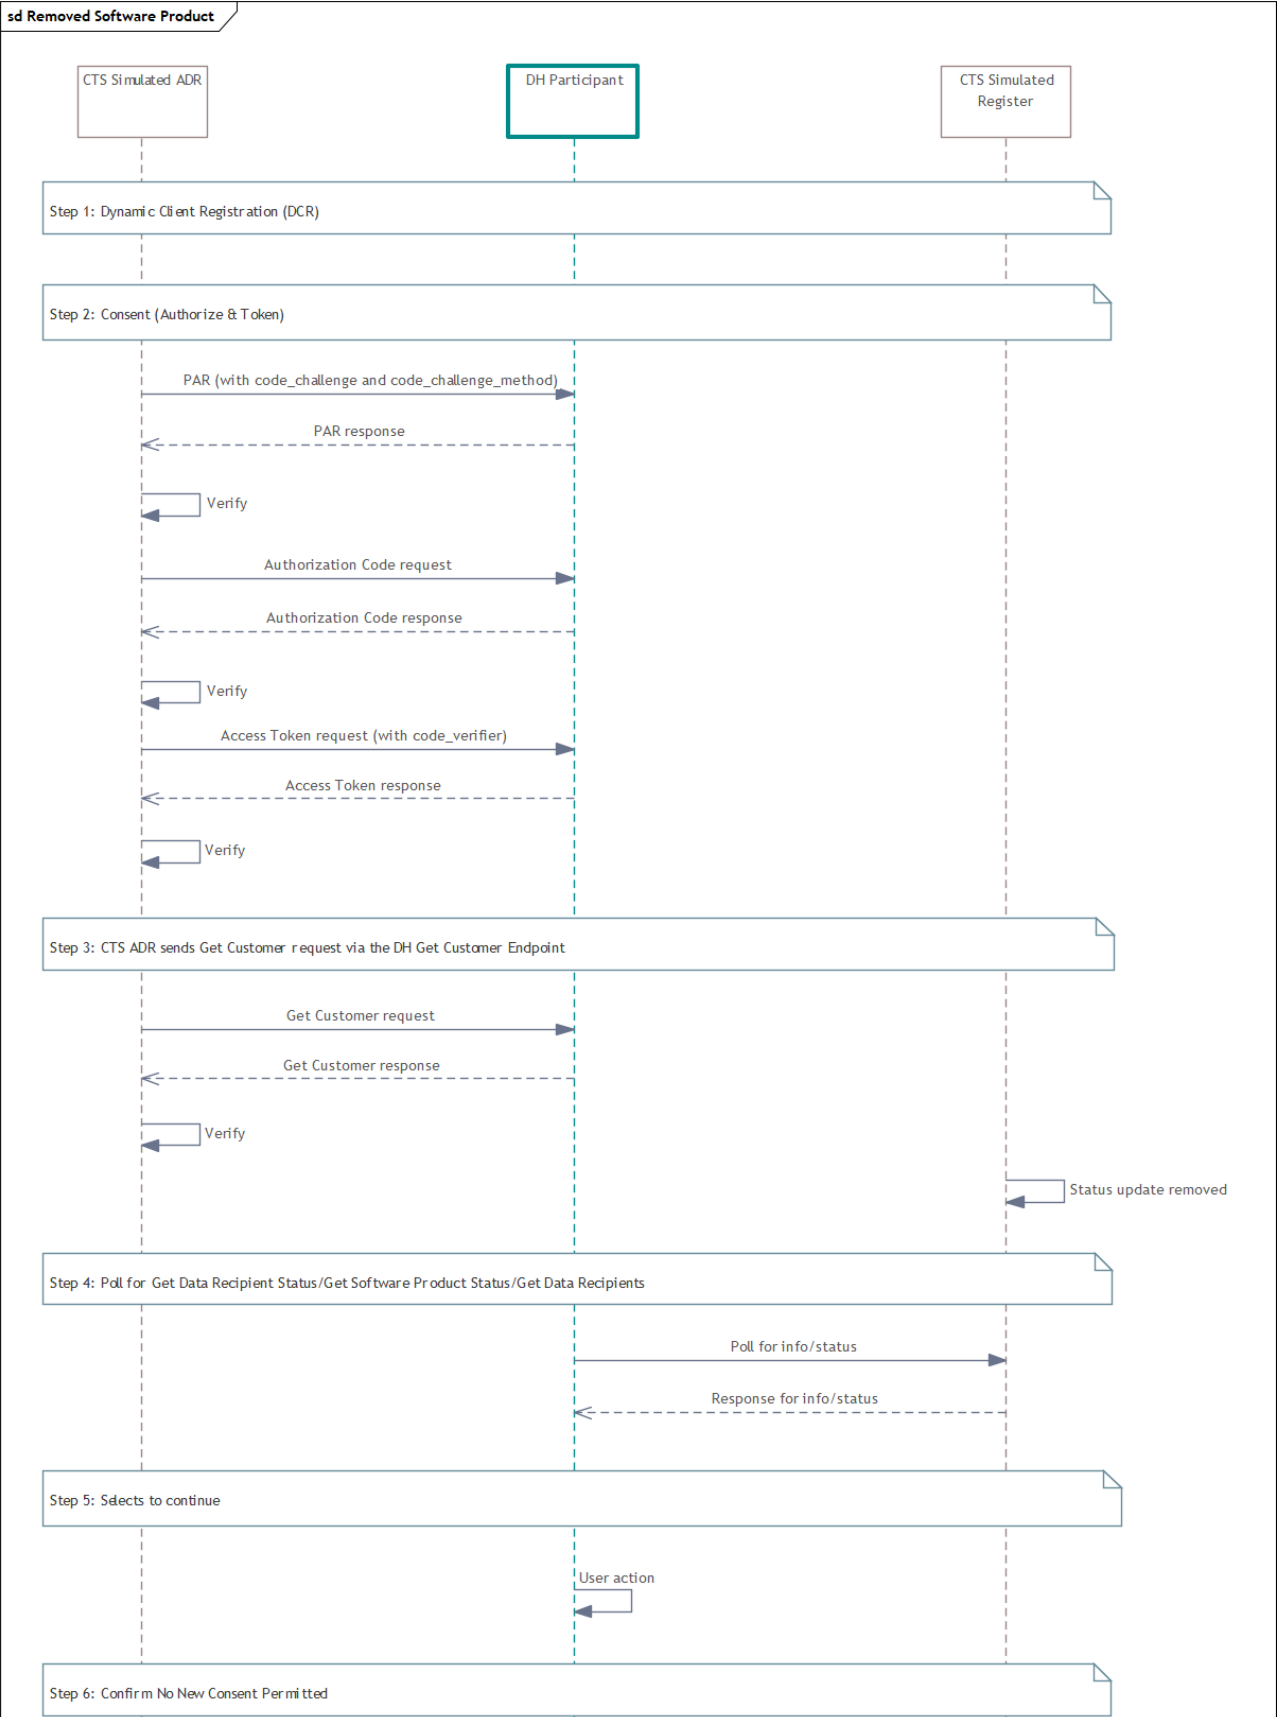 sd Removed Software Product
CTS Simulated ADR
DH Participant
CTS Simulated
Register
Step 1: Dynamic Client Registration (DCR)
Step 2: Consent (Authorize & Token)
PAR (with code_challenge and code_challenge_method)
PAR response
Verify
Authorization Code request
Authorization Code response
Verify
Access Token request (with code_verifier)
Access Token response
Verify
Step 3: CTS ADR sends Get Customer request via the DH Get Customer Endpoint
Get Customer request
Get Customer response
Verify
Status update removed
Step 4: Poll for Get Data Recipient Status/Get Software Product Status/Get Data Recipients
Poll for info/status
Response for info/status
Step 5: Selects to continue
User action
Step 6: Confirm No New Consent Permitted